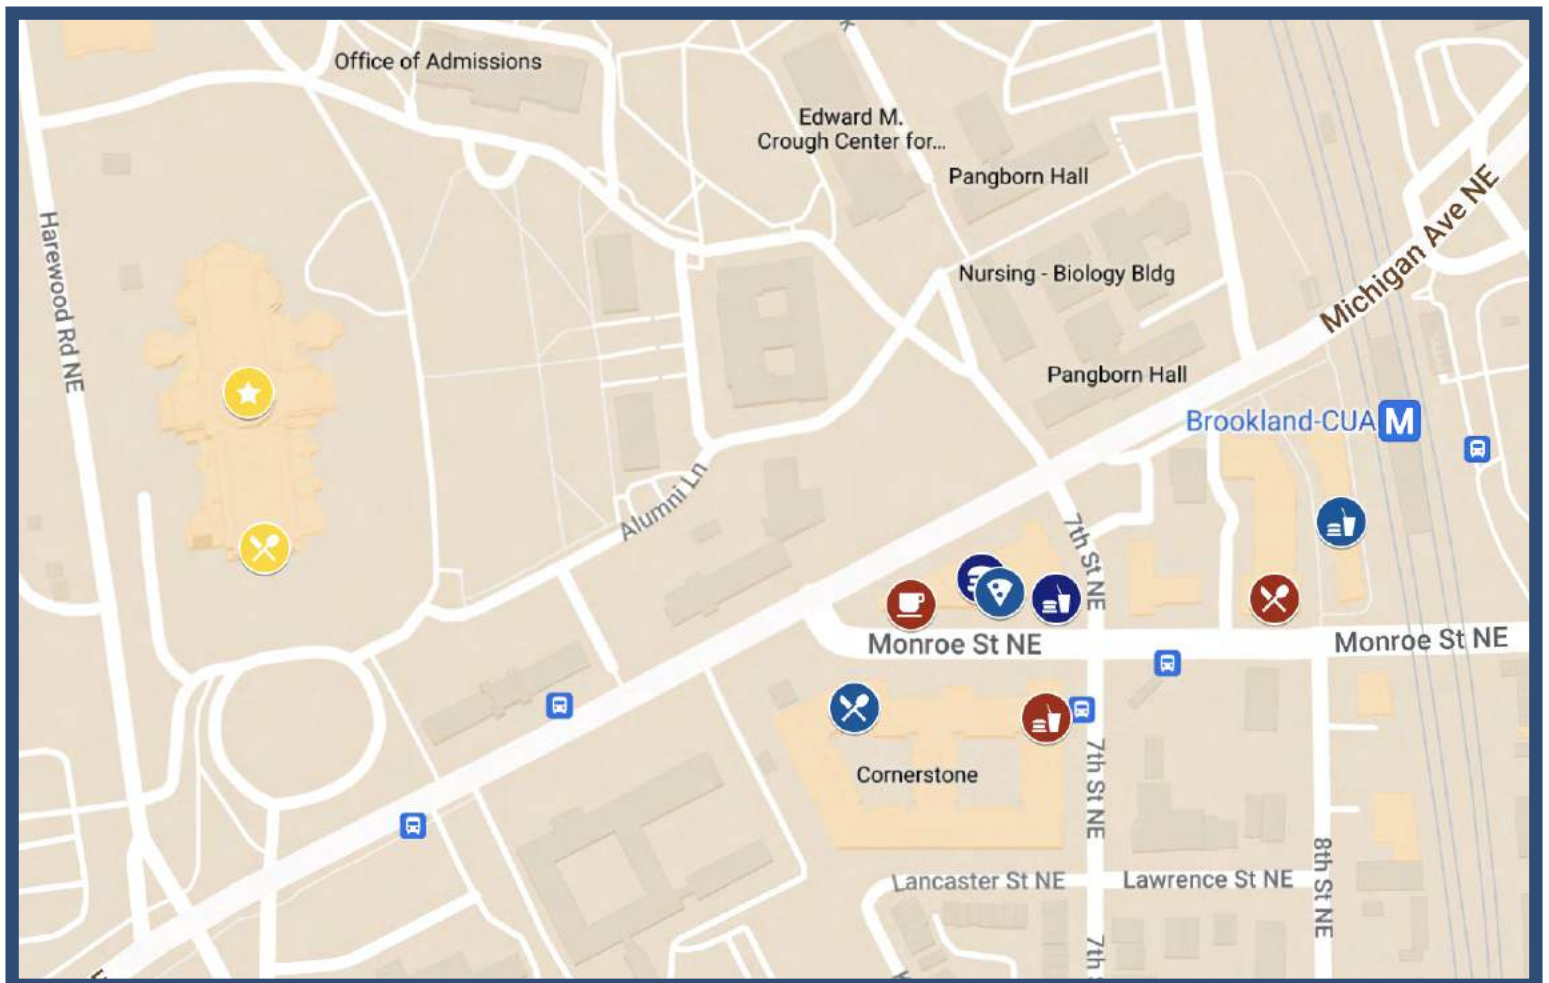 Office of Admissions
Edward M.
Crough Center for...
Pangborn Hall
Harewood Rd NE
Michigan Ave NE
Nursing - Biology Bldg
Pangborn Hall
Brookland-CUA
M
Alumni Ln
7th St NE
Monroe St NE
Monroe St NE
Cornerstone
7th St NE
8th St NE
Lancaster St NE
Lawrence St NE
7th